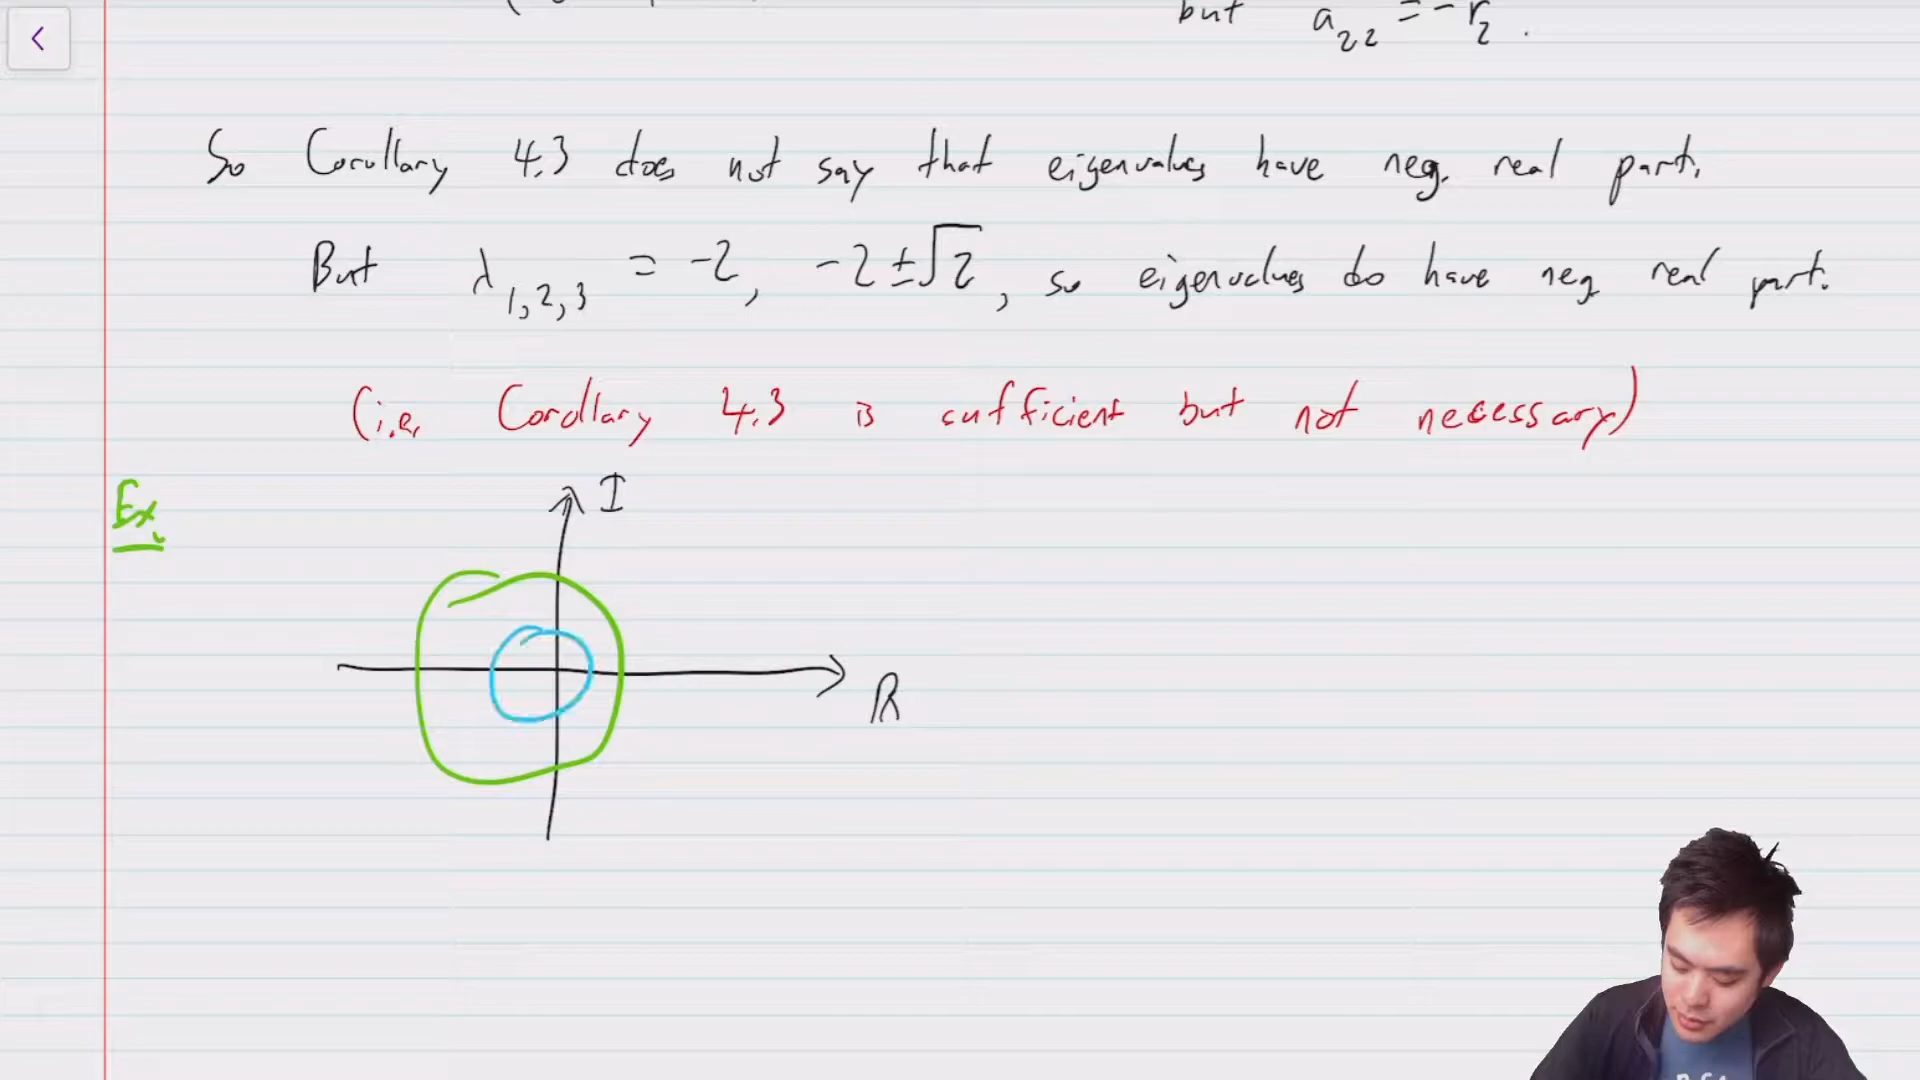 but a₂₂ = -r₂.
So Corollary 4.3 does not say that eigenvalues have neg. real part.
But λ₁,₂,₃ = -2, -2±√2, so eigenvalues do have neg real part.
(i.e. Corollary 4.3 is sufficient but not necessary)
Ex.
I
R